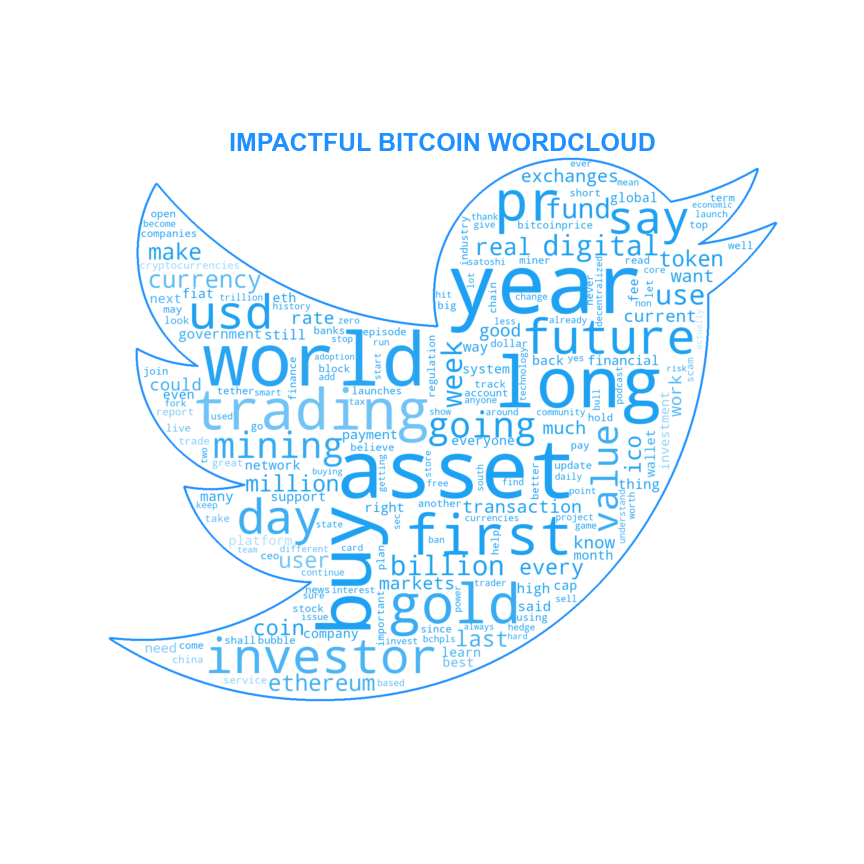 IMPACTFUL BITCOIN WORDCLOUD
ever
exchanges
mean
open
become
companies
pr
fund
short
global
term
economic
launch
say
top
thank
give
bitcoinprice
industry
make
real
digital
token
well
cryptocurrencies
currency
satoshi
miner
read
core
want
year
lot
chain
change
never
decentralized
feel
let
not
use
next
fiat
trillion
eth
history
may
look
usd
rate
zero
hit
big
less
already
current
government
still
banks
stop
episode
run
good
future
actually
world
regulation
week
way
dollar
back
yes
financial
system
technology
adoption
block
add
start
finance
join
could
even
tether
smart
launches
tax
track
account
anyone
long
podcast
bull
work
risk
scam
fork
report
used
go
trading
show
around
community
hold
live
trade
two
great
mining
payment
believe
going
everyone
much
pay
value
ico
wallet
investment
network
buying
getting
asset
store
free
south
find
better
update
daily
point
thing
understand
worth
million
many
keep
take
support
state
day
right
sec
another
currencies
transaction
project
game
platform
team
different
ceo
user
card
continue
buy
plan
first
ban
help
know
month
billion
every
markets
trader
high
cap
news
interest
sure
stock
issue
important
gold
power
said
sell
using
coin
company
since
always
hedge
last
hard
need
come
shall
bubble
invest
bchpls
china
investor
learn
best
service
ethereum
based